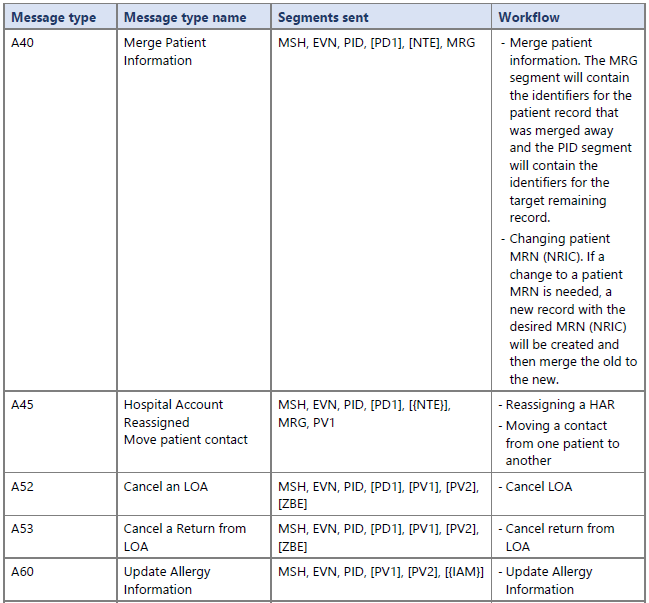 Message type Message type name Segments sent Workflow
A40 Merge Patient Information MSH, EVN, PID, [PD1], [NTE], MRG
- Merge patient
information. The MRG
segment will contain
the identifiers for the
patient record that
was merged away
and the PID segment
will contain the
identifiers for the
target remaining
record.
- Changing patient
MRN (NRIC). If a
change to a patient
MRN is needed, a
new record with the
desired MRN (NRIC)
will be created and
then merge the old to
the new.
A45
Hospital Account
Reassigned
Move patient contact
MSH, EVN, PID, [PD1], [{NTE}],
MRG, PV1
- Reassigning a HAR
- Moving a contact
from one patient to
another
A52
Cancel an LOA
MSH, EVN, PID, [PD1], [PV1], [PV2],
[ZBE]
- Cancel LOA
A53
Cancel a Return from
LOA
MSH, EVN, PID, [PD1], [PV1], [PV2],
[ZBE]
- Cancel return from
LOA
A60
Update Allergy
Information
MSH, EVN, PID, [PV1], [PV2], [{IAM}]
- Update Allergy
Information